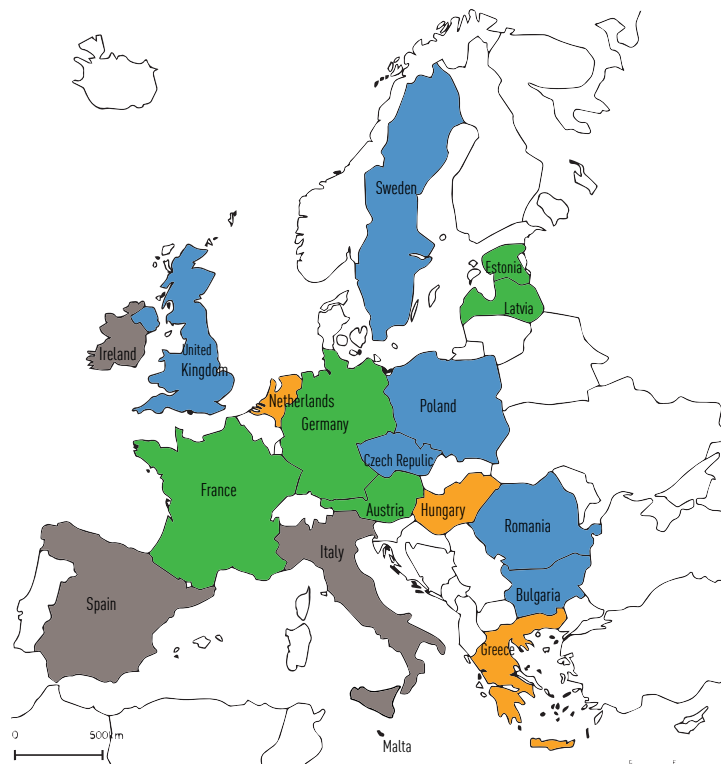 Sweden
Estonia
Latvia
Ireland
United
Kingdom
Netherlands
Germany
Poland
Czech Repulic
France
Austria
Hungary
Romania
Italy
Spain
Bulgaria
Greece
0
500km
Malta